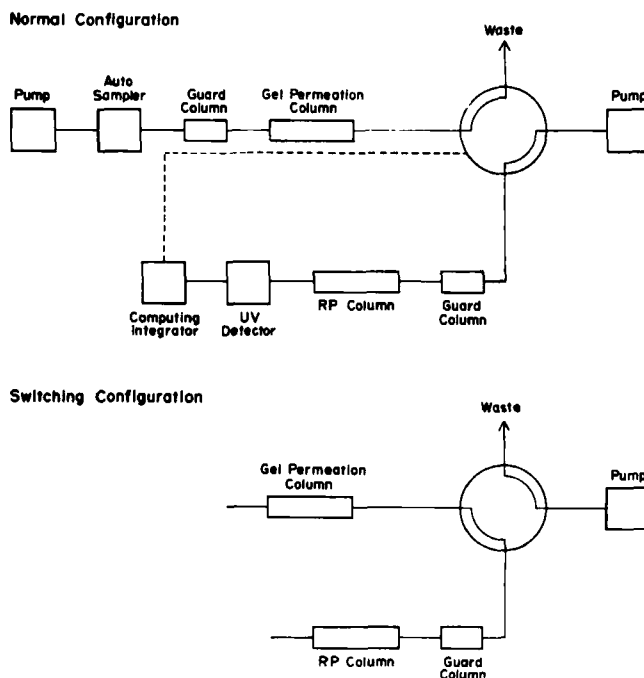 Normal Configuration
Waste
Pump
Auto
Sampler
Guard
Column
Gel Permeation
Column
Pump
Computing
Integrator
UV
Detector
RP Column
Guard
Column
Switching Configuration
Waste
Gel Permeation
Column
Pump
RP Column
Guard
Column